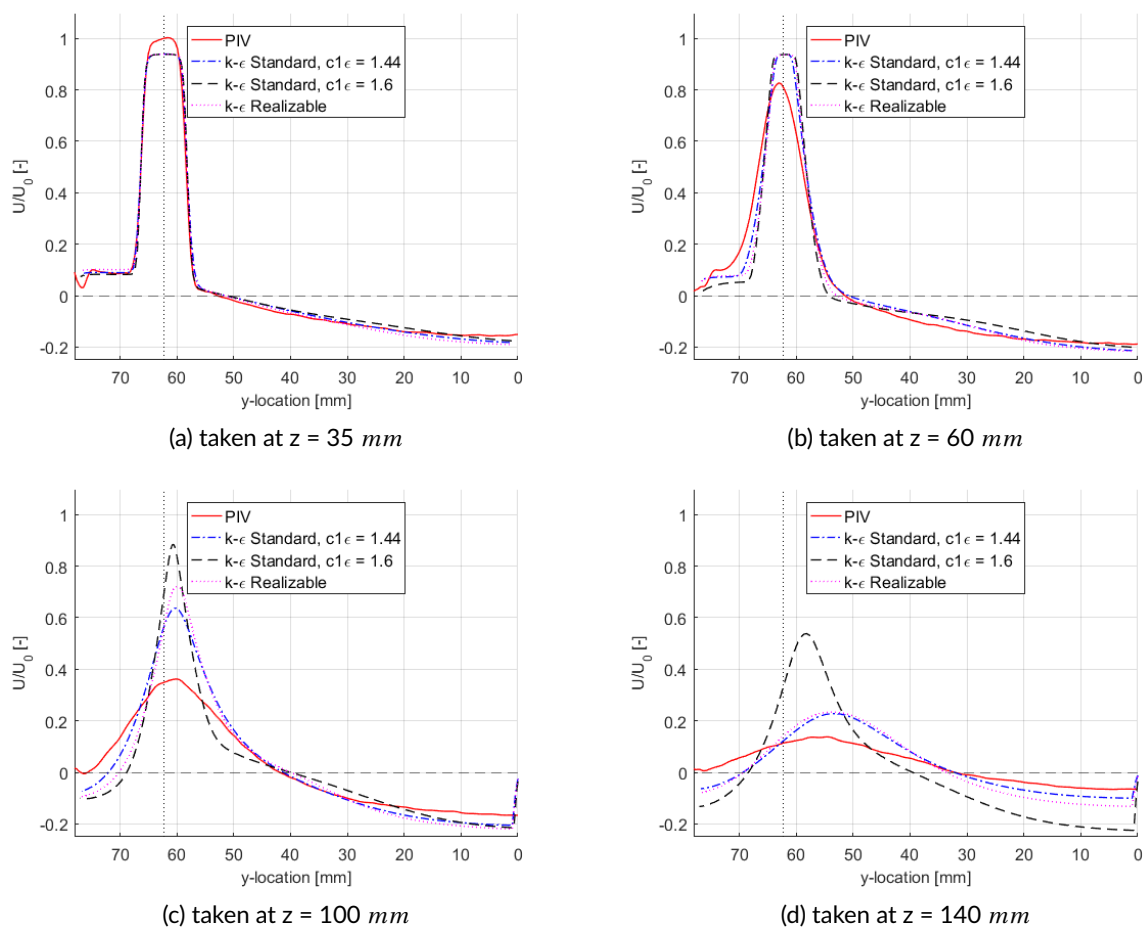 1
0.8
0.6
0.4
0.2
0
-0.2
U/U0 [-]
PIV
k-ϵ Standard, c1ϵ = 1.44
k-ϵ Standard, c1ϵ = 1.6
k-ϵ Realizable
70 60 50 40 30 20 10 0
y-location [mm]
(a) taken at z = 35 mm
1
0.8
0.6
0.4
0.2
0
-0.2
U/U0 [-]
PIV
k-ϵ Standard, c1ϵ = 1.44
k-ϵ Standard, c1ϵ = 1.6
k-ϵ Realizable
70 60 50 40 30 20 10 0
y-location [mm]
(b) taken at z = 60 mm
1
0.8
0.6
0.4
0.2
0
-0.2
U/U0 [-]
PIV
k-ϵ Standard, c1ϵ = 1.44
k-ϵ Standard, c1ϵ = 1.6
k-ϵ Realizable
70 60 50 40 30 20 10 0
y-location [mm]
(c) taken at z = 100 mm
1
0.8
0.6
0.4
0.2
0
-0.2
U/U0 [-]
PIV
k-ϵ Standard, c1ϵ = 1.44
k-ϵ Standard, c1ϵ = 1.6
k-ϵ Realizable
70 60 50 40 30 20 10 0
y-location [mm]
(d) taken at z = 140 mm